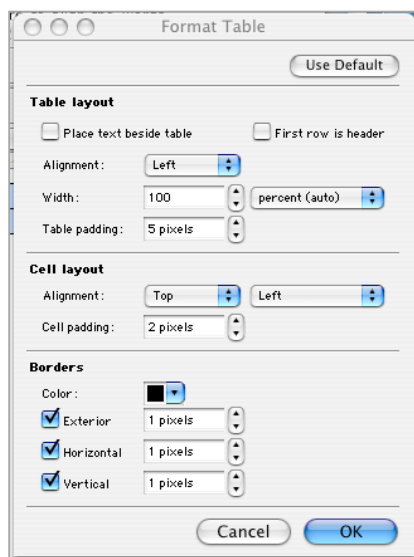 Format Table
Use Default
Table layout
Place text beside table First row is header
Alignment: Left
Width: 100 percent (auto)
Table padding: 5 pixels
Cell layout
Alignment: Top Left
Cell padding: 2 pixels
Borders
Color:
Exterior 1 pixels
Horizontal 1 pixels
Vertical 1 pixels
Cancel OK